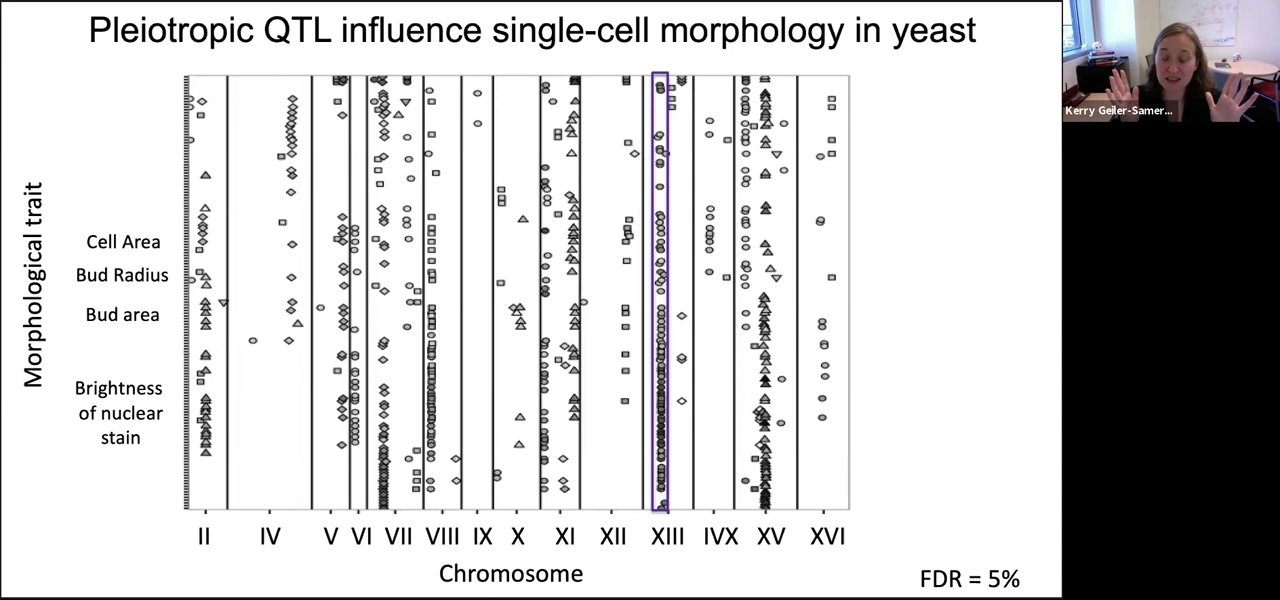 Pleiotropic QTL influence single-cell morphology in yeast
Kerry Geiler-Samer...
Morphological trait
Cell Area
Bud Radius
Bud area
Brightness
of nuclear
stain
II IV V VI VII VIII IX X XI XII XIII IVX XV XVI
Chromosome
FDR = 5%